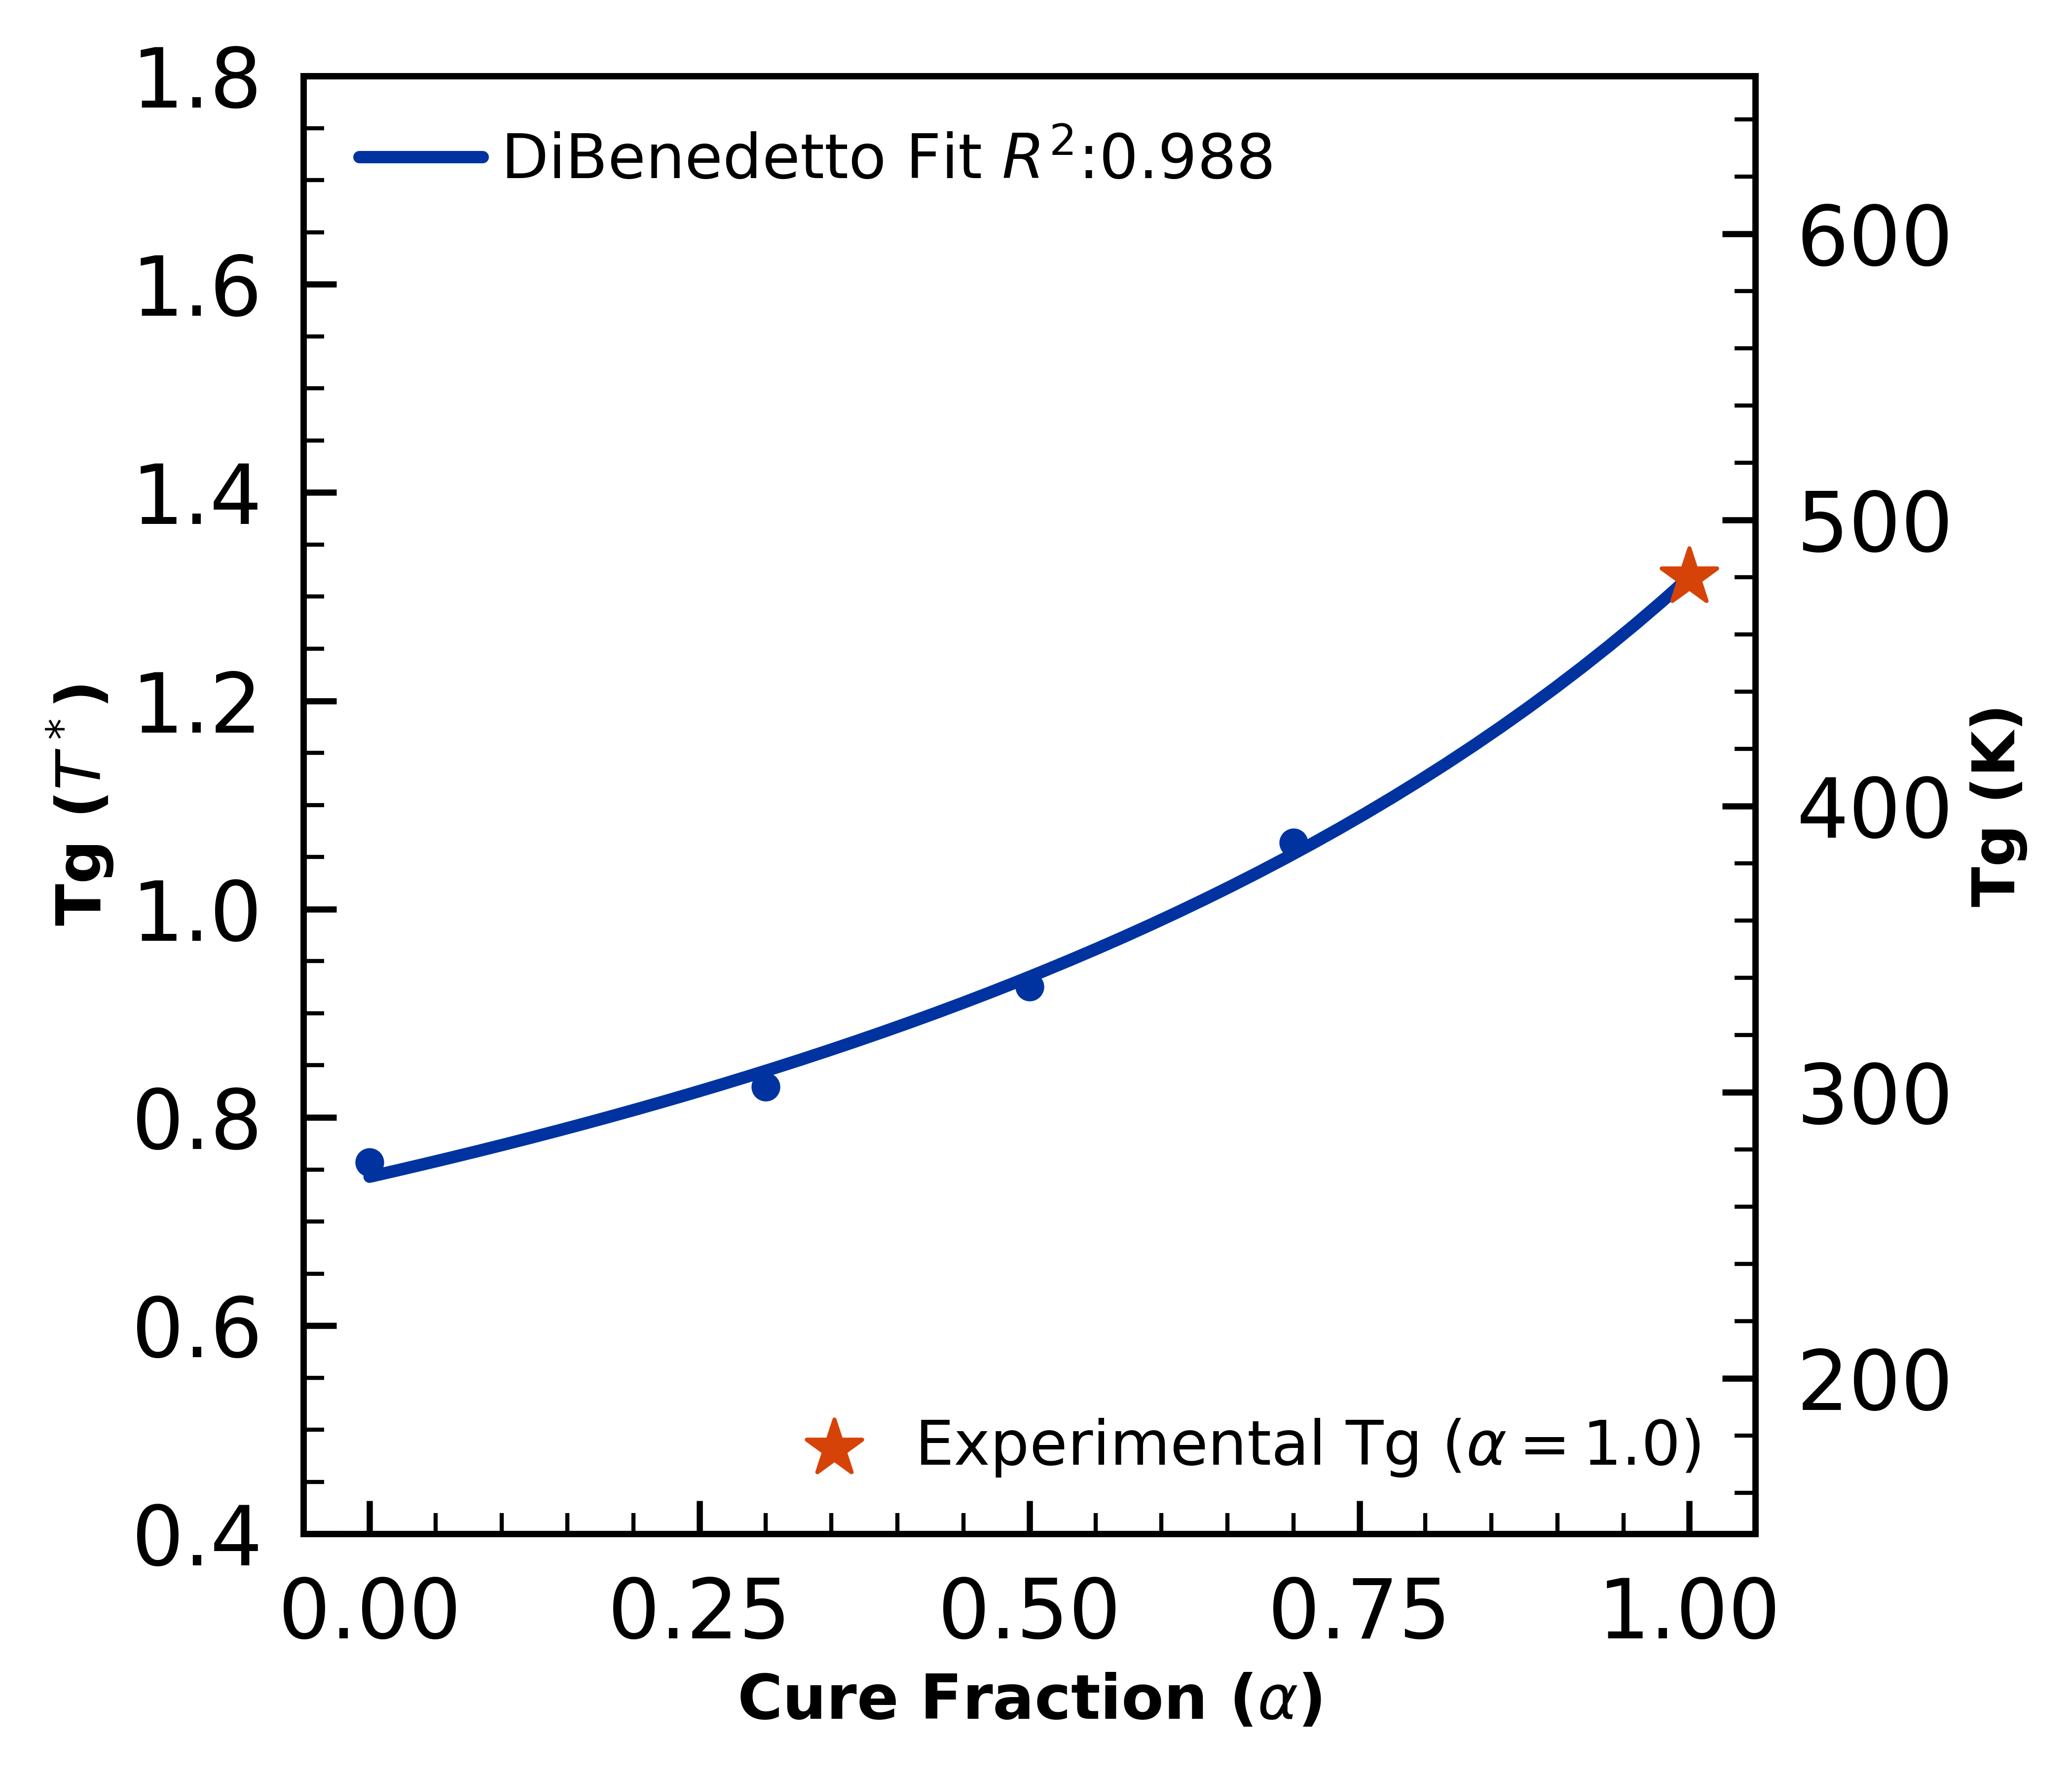 DiBenedetto Fit R²:0.988
1.8
1.6
1.4
1.2
1.0
0.8
0.6
0.4
Tg (T*)
600
500
400
300
200
Tg (K)
Experimental Tg (α = 1.0)
0.00 0.25 0.50 0.75 1.00
Cure Fraction (α)